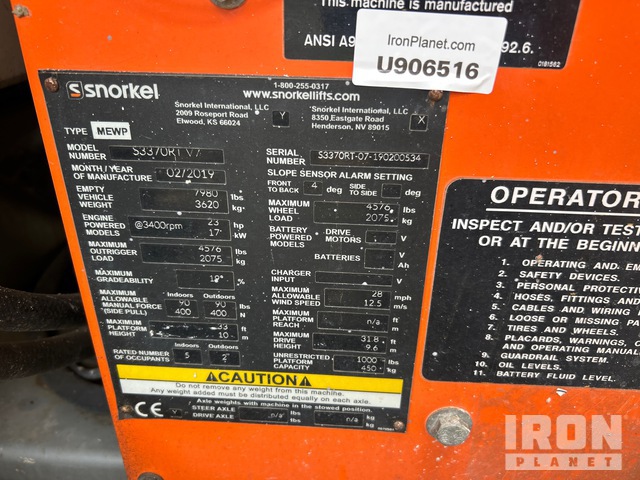 This machine is manufactured
ANSI A9
92.6.
0181562
IronPlanet.com
U906516
snorkel
1-800-255-0317
www.snorkellifts.com
Snorkel International, LLC
2009 Roseport Road
Elwood, KS 66024
Y
Snorkel International, LLC
8350 Eastgate Road
Henderson, NV 89015
X
TYPE MEWP
MODEL NUMBER S3370RT V7
SERIAL NUMBER S3370RT-07-190200534
MONTH / YEAR OF MANUFACTURE 02/2019
SLOPE SENSOR ALARM SETTING
FRONT TO BACK 4 deg SIDE TO SIDE deg
EMPTY VEHICLE WEIGHT 7980 lbs
3620 kg
MAXIMUM WHEEL LOAD 4576 lbs
2075 kg
ENGINE POWERED MODELS @3400rpm 23 hp
17 kW
BATTERY POWERED MODELS DRIVE MOTORS V
BATTERIES V
Ah
MAXIMUM OUTRIGGER LOAD 4576 lbs
2075 kg
MAXIMUM GRADEABILITY %
CHARGER INPUT V
MAXIMUM ALLOWABLE MANUAL FORCE (SIDE PULL)
Indoors Outdoors
90 90 lbs
400 400 N
MAXIMUM ALLOWABLE WIND SPEED 28 mph
12.5 m/s
MAXIMUM PLATFORM HEIGHT 33 ft
10 m
MAXIMUM PLATFORM REACH n/a ft
m
MAXIMUM DRIVE HEIGHT 31.8 ft
9.6 m
RATED NUMBER OF OCCUPANTS
Indoors Outdoors
5 2
UNRESTRICTED PLATFORM CAPACITY 1000 lbs
450 kg
CAUTION
Do not remove any weight from this machine.
Any weight added must be distributed equally on each axle.
Axle weights with machine in the stowed position.
CE Y STEER AXLE n/a lbs n/a lbs
DRIVE AXLE kg
OPERATOR
INSPECT AND/OR TEST
OR AT THE BEGINN
1. OPERATING AND E
2. SAFETY DEVICES.
3. PERSONAL PROTECTIV
4. HOSES, FITTINGS AND
5. CABLES AND WIRING
6. LOOSE OR MISSING PA
7. TIRES AND WHEELS.
8. PLACARDS, WARNINGS, C
AND OPERATING MANUAL
9. GUARDRAIL SYSTEM.
10. OIL LEVELS.
11. BATTERY FLUID LEVEL.
IRON
PLANET